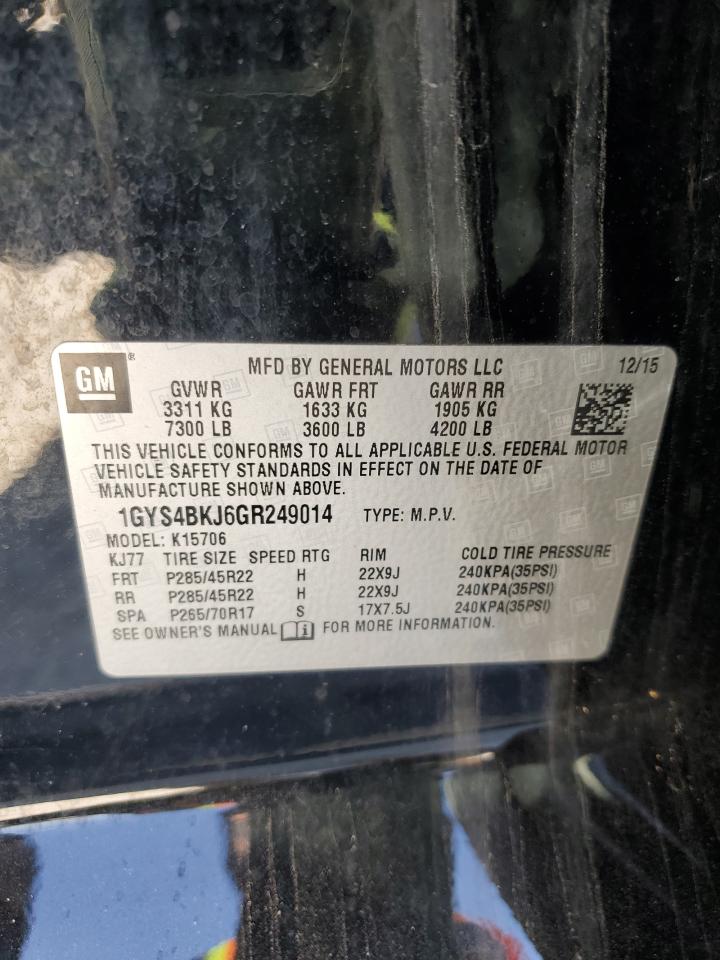 GM ®
MFD BY GENERAL MOTORS LLC 12/15
GVWR GAWR FRT GAWR RR
3311 KG 1633 KG 1905 KG
7300 LB 3600 LB 4200 LB
THIS VEHICLE CONFORMS TO ALL APPLICABLE U.S. FEDERAL MOTOR
VEHICLE SAFETY STANDARDS IN EFFECT ON THE DATE OF
MANUFACTURE SHOWN ABOVE.
1GYS4BKJ6GR249014 TYPE: M.P.V.
MODEL: K15706
KJ77 TIRE SIZE SPEED RTG RIM COLD TIRE PRESSURE
FRT P285/45R22 H 22X9J 240KPA(35PSI)
RR P285/45R22 H 22X9J 240KPA(35PSI)
SPA P265/70R17 S 17X7.5J 240KPA(35PSI)
SEE OWNER'S MANUAL i FOR MORE INFORMATION.